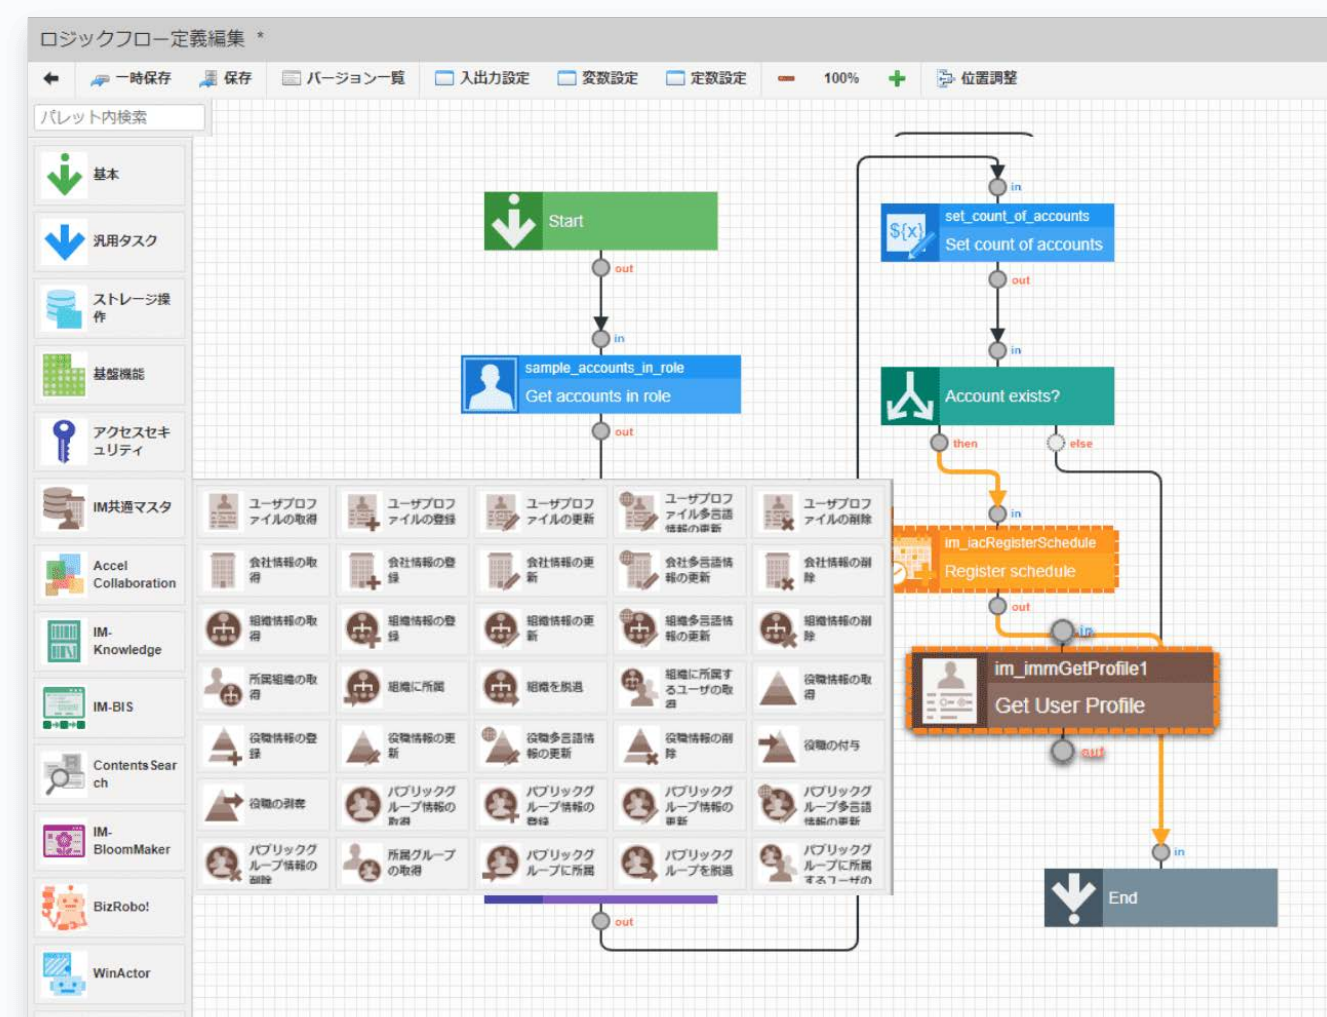 ロジックフロー定義編集 *
一時保存 保存 バージョン一覧 入出力設定 変数設定 定数設定 100% 位置調整
パレット内検索
基本
汎用タスク
ストレージ操
作
基盤機能
アクセスセキ
ュリティ
IM共通マスタ
Accel
Collaboration
IM-
Knowledge
IM-BIS
ContentsSear
ch
IM-
BloomMaker
BizRobo!
WinActor
Start
out
in
sample_accounts_in_role
Get accounts in role
out
in
set_count_of_accounts
Set count of accounts
out
in
Account exists?
then
else
in
im_iacRegisterSchedule
Register schedule
out
in
im_immGetProfile1
Get User Profile
out
in
End
ユーザプロフ
ァイルの取得
ユーザプロフ
ァイルの登録
ユーザプロフ
ァイルの更新
ユーザプロフ
ァイル多言語
情報の更新
ユーザプロフ
ァイルの削除
会社情報の取
得
会社情報の登
録
会社情報の更
新
会社多言語情
報の更新
会社情報の削
除
組織情報の取
得
組織情報の登
録
組織情報の更
新
組織多言語情
報の更新
組織情報の削
除
所属組織の取
得
組織に所属
組織を脱退
組織に所属す
るユーザの取
得
役職情報の取
得
役職情報の登
録
役職情報の更
新
役職多言語情
報の更新
役職情報の削
除
役職の付与
役職の剥奪
パブリックグ
ループ情報の
取得
パブリックグ
ループ情報の
登録
パブリックグ
ループ情報の
更新
パブリックグ
ループ多言語
情報の更新
パブリックグ
ループ情報の
削除
所属グループ
の取得
パブリックグ
ループに所属
パブリックグ
ループを脱退
パブリックグ
ループに所属
するユーザの
out